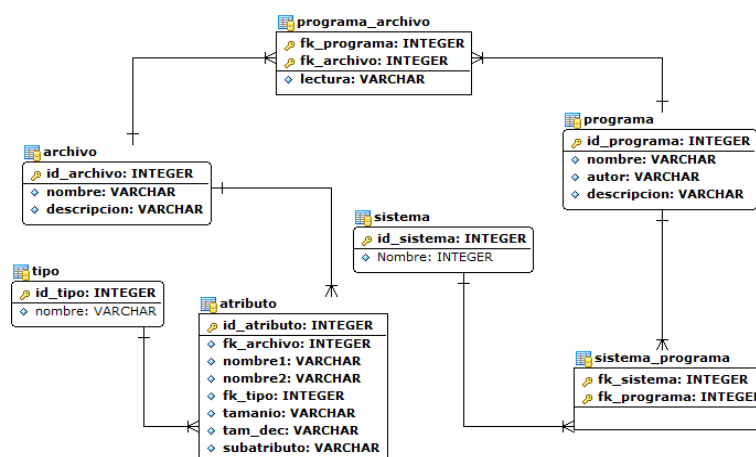 programa_archivo
fk_programa: INTEGER
fk_archivo: INTEGER
lectura: VARCHAR
archivo
id_archivo: INTEGER
nombre: VARCHAR
descripcion: VARCHAR
programa
id_programa: INTEGER
nombre: VARCHAR
autor: VARCHAR
descripcion: VARCHAR
sistema
id_sistema: INTEGER
Nombre: INTEGER
tipo
id_tipo: INTEGER
nombre: VARCHAR
atributo
id_atributo: INTEGER
fk_archivo: INTEGER
nombre1: VARCHAR
nombre2: VARCHAR
fk_tipo: INTEGER
tamanio: VARCHAR
tam_dec: VARCHAR
subatributo: VARCHAR
sistema_programa
fk_sistema: INTEGER
fk_programa: INTEGER